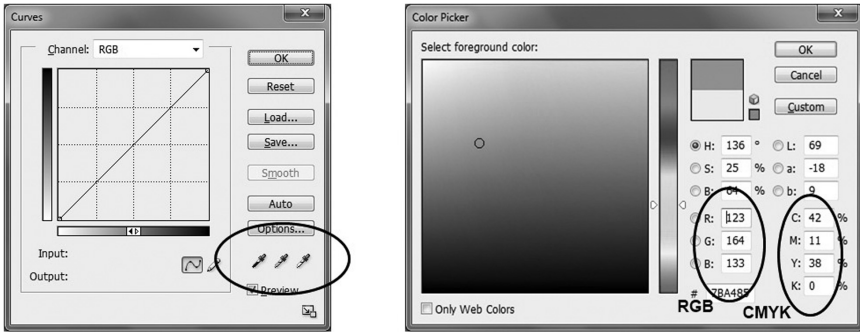 Curves
Channel: RGB
OK
Reset
Load...
Save...
Smooth
Auto
Options...
Input:
Output:
Preview
Color Picker
Select foreground color:
OK
Cancel
Custom
H: 136 °
S: 25 %
B: 64 %
L: 69
a: -18
b: 9
R: 123
G: 164
B: 133
# 7BA485
C: 42 %
M: 11 %
Y: 38 %
K: 0 %
Only Web Colors
RGB
CMYK